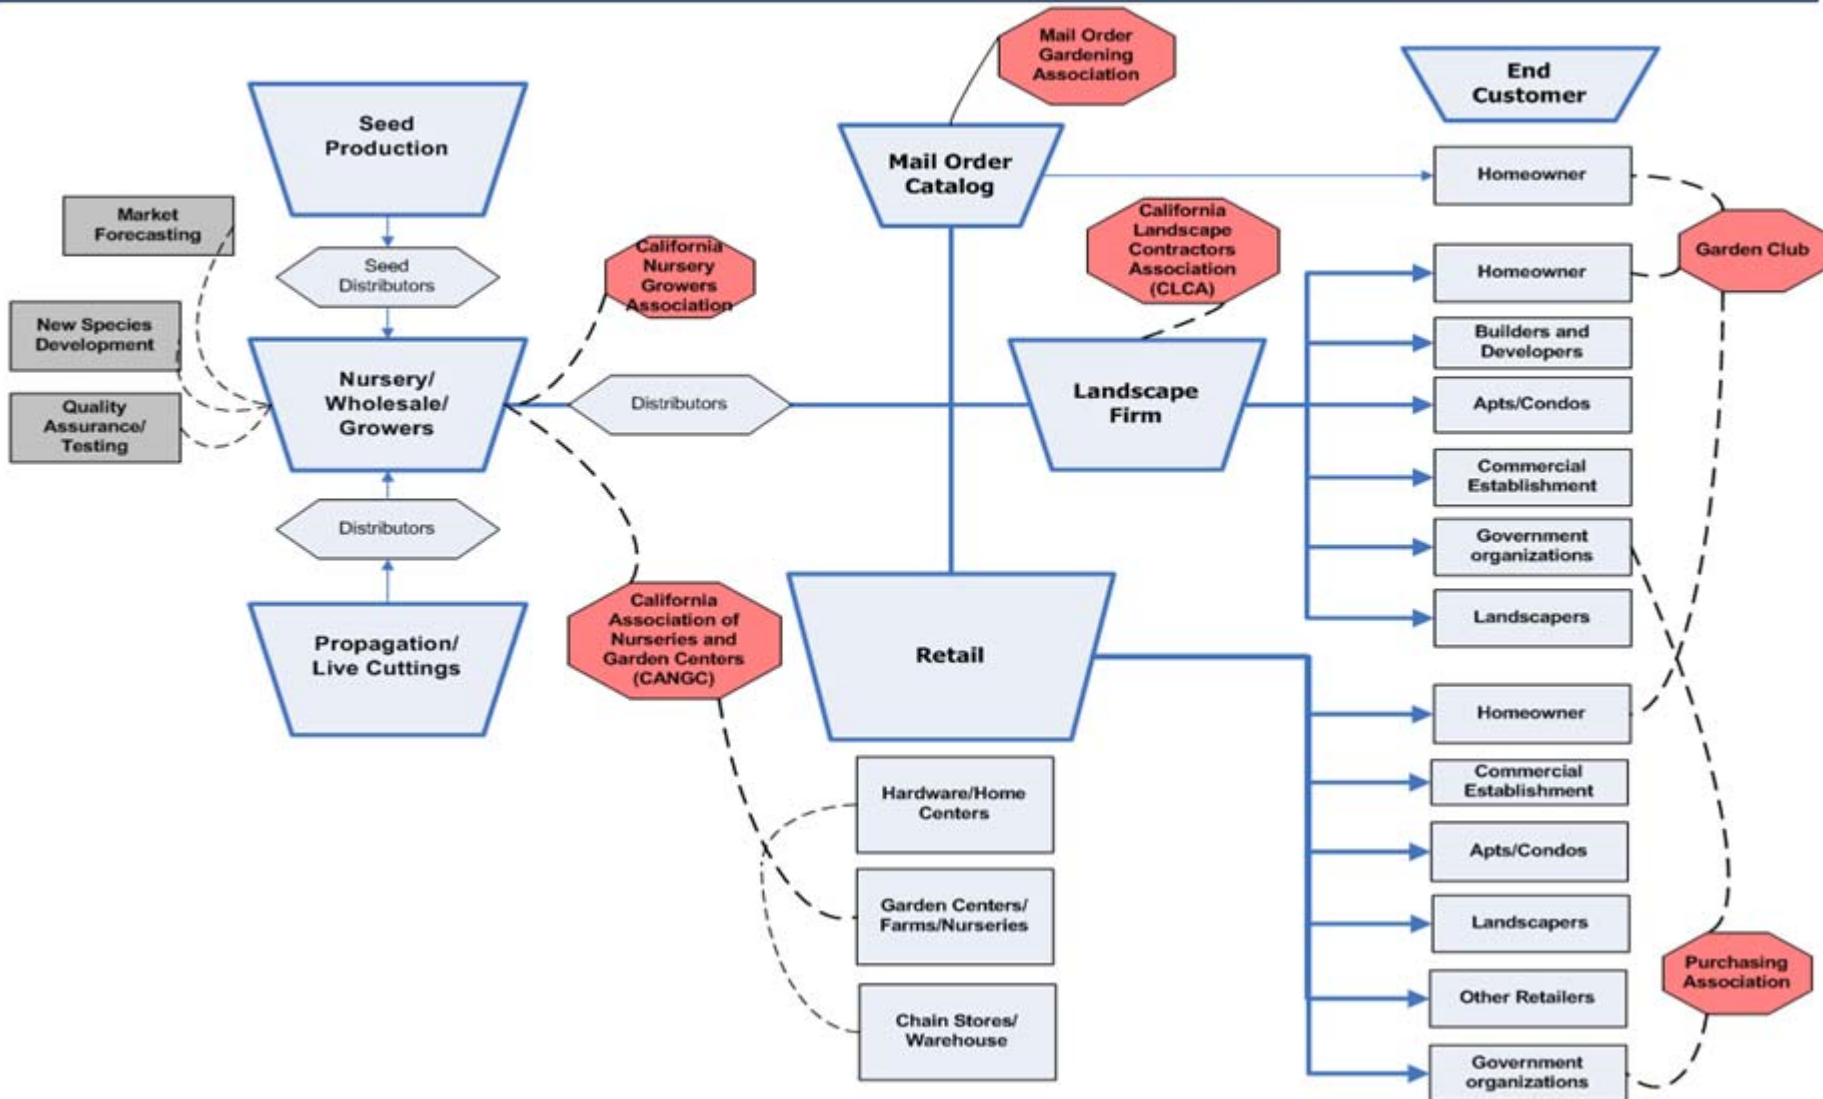 Mail Order
Gardening
Association
End
Customer
Seed
Production
Mail Order
Catalog
Homeowner
Market
Forecasting
California
Landscape
Contractors
Association
(CLCA)
Garden Club
Seed
Distributors
California
Nursery
Growers
Association
Homeowner
New Species
Development
Builders and
Developers
Nursery/
Wholesale/
Growers
Distributors
Landscape
Firm
Apts/Condos
Quality
Assurance/
Testing
Commercial
Establishment
Distributors
Government
organizations
California
Association of
Nurseries and
Garden Centers
(CANGC)
Landscapers
Propagation/
Live Cuttings
Retail
Homeowner
Commercial
Establishment
Hardware/Home
Centers
Apts/Condos
Garden Centers/
Farms/Nurseries
Landscapers
Purchasing
Association
Other Retailers
Chain Stores/
Warehouse
Government
organizations